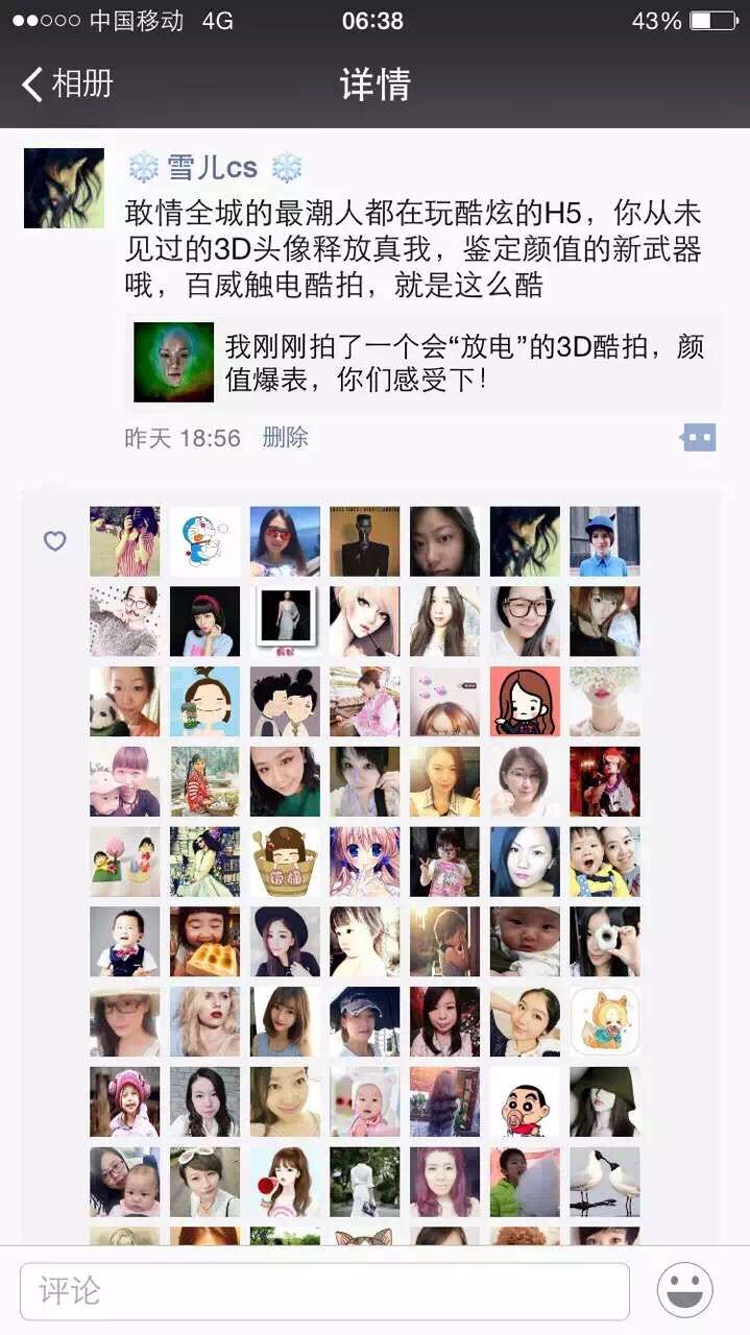 中国移动 4G 06:38 43%
相册 详情
雪儿cs
敢情全城的最潮人都在玩酷炫的H5，你从未
见过的3D头像释放真我，鉴定颜值的新武器
哦，百威触电酷拍，就是这么酷
我刚刚拍了一个会“放电”的3D酷拍，颜
值爆表，你们感受下！
昨天 18:56 删除
饭桶
评论